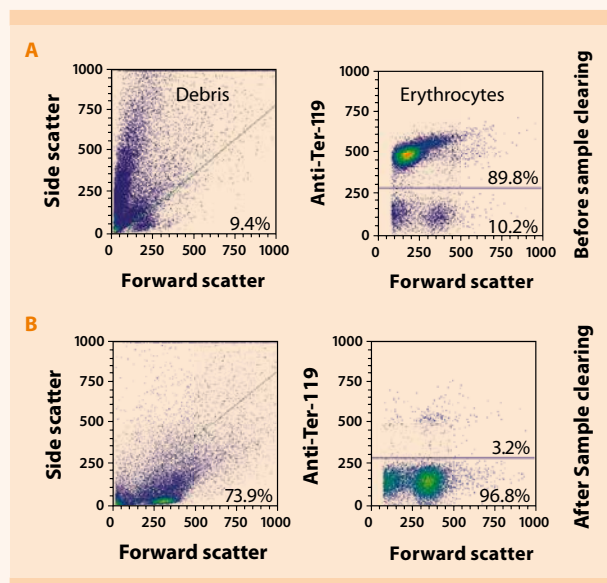 A
Side scatter
1000
750
500
250
0
Debris
9.4%
0 250 500 750 1000
Forward scatter
Anti-Ter-119
1000
750
500
250
0
Erythrocytes
89.8%
10.2%
0 250 500 750 1000
Forward scatter
Before sample clearing
B
Side scatter
1000
750
500
250
0
73.9%
0 250 500 750 1000
Forward scatter
Anti-Ter-119
1000
750
500
250
0
3.2%
96.8%
0 250 500 750 1000
Forward scatter
After Sample clearing